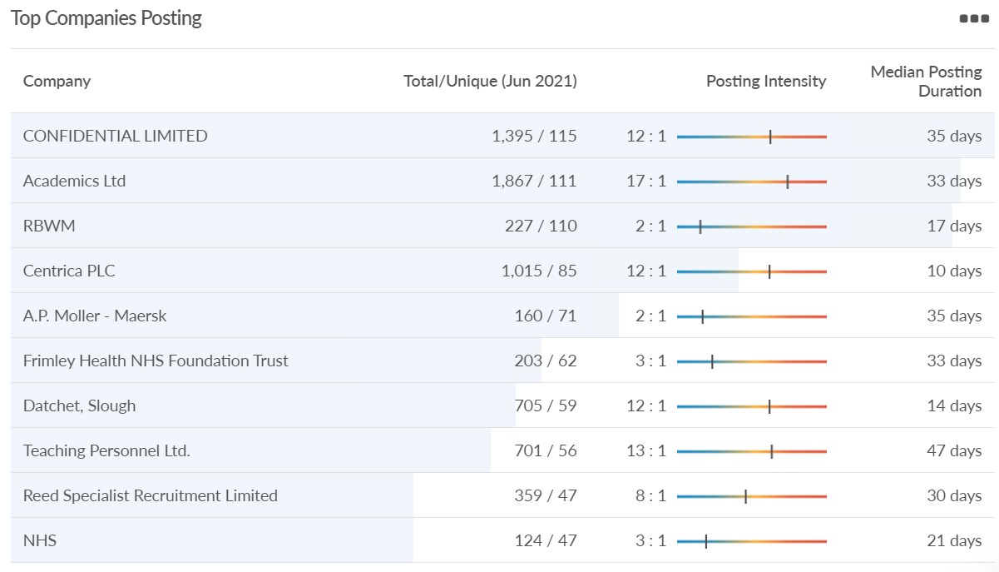 Top Companies Posting
Company Total/Unique (Jun 2021) Posting Intensity Median Posting Duration
CONFIDENTIAL LIMITED 1,395 / 115 12 : 1 35 days
Academics Ltd 1,867 / 111 17 : 1 33 days
RBWM 227 / 110 2 : 1 17 days
Centrica PLC 1,015 / 85 12 : 1 10 days
A.P. Moller - Maersk 160 / 71 2 : 1 35 days
Frimley Health NHS Foundation Trust 203 / 62 3 : 1 33 days
Datchet, Slough 705 / 59 12 : 1 14 days
Teaching Personnel Ltd. 701 / 56 13 : 1 47 days
Reed Specialist Recruitment Limited 359 / 47 8 : 1 30 days
NHS 124 / 47 3 : 1 21 days